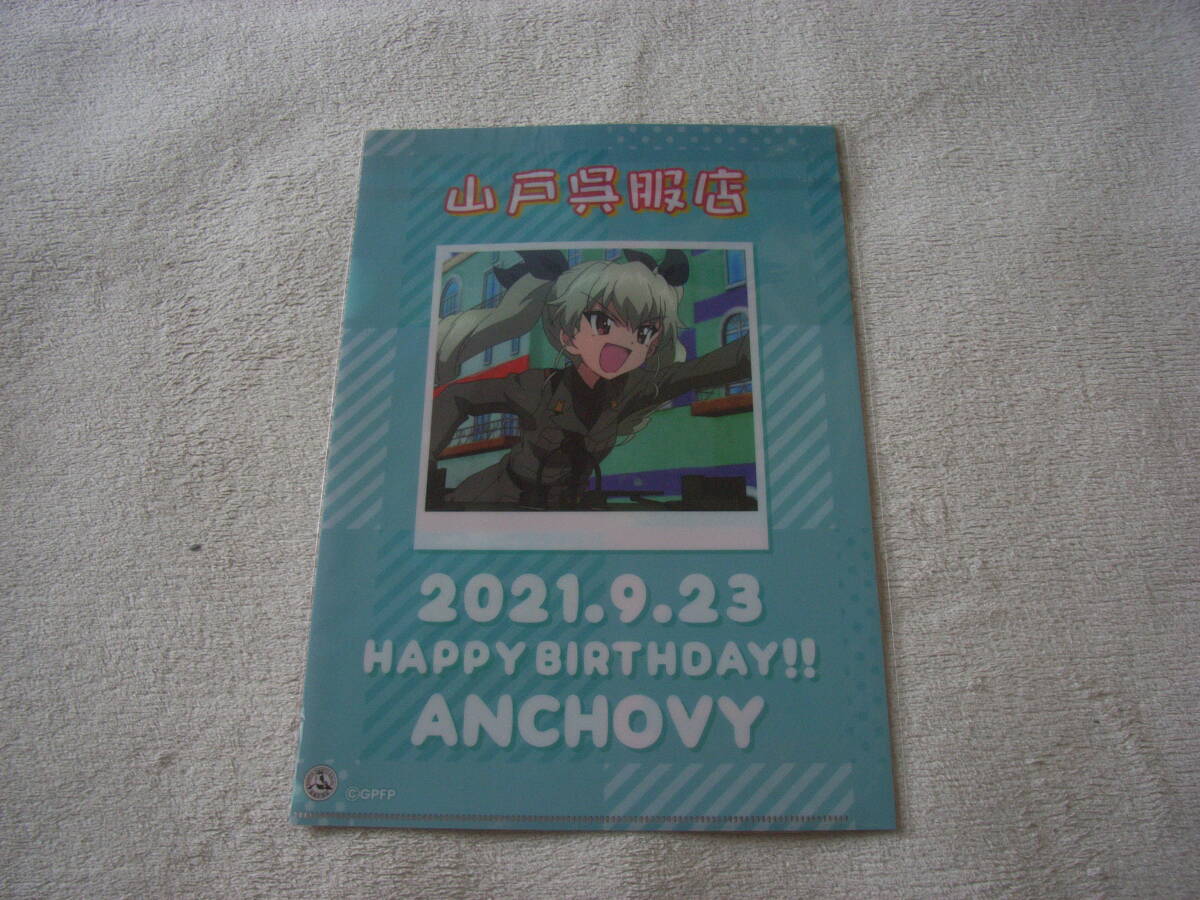 山戸呉服店
2021.9.23
HAPPY BIRTHDAY!!
ANCHOVY
©GPFP